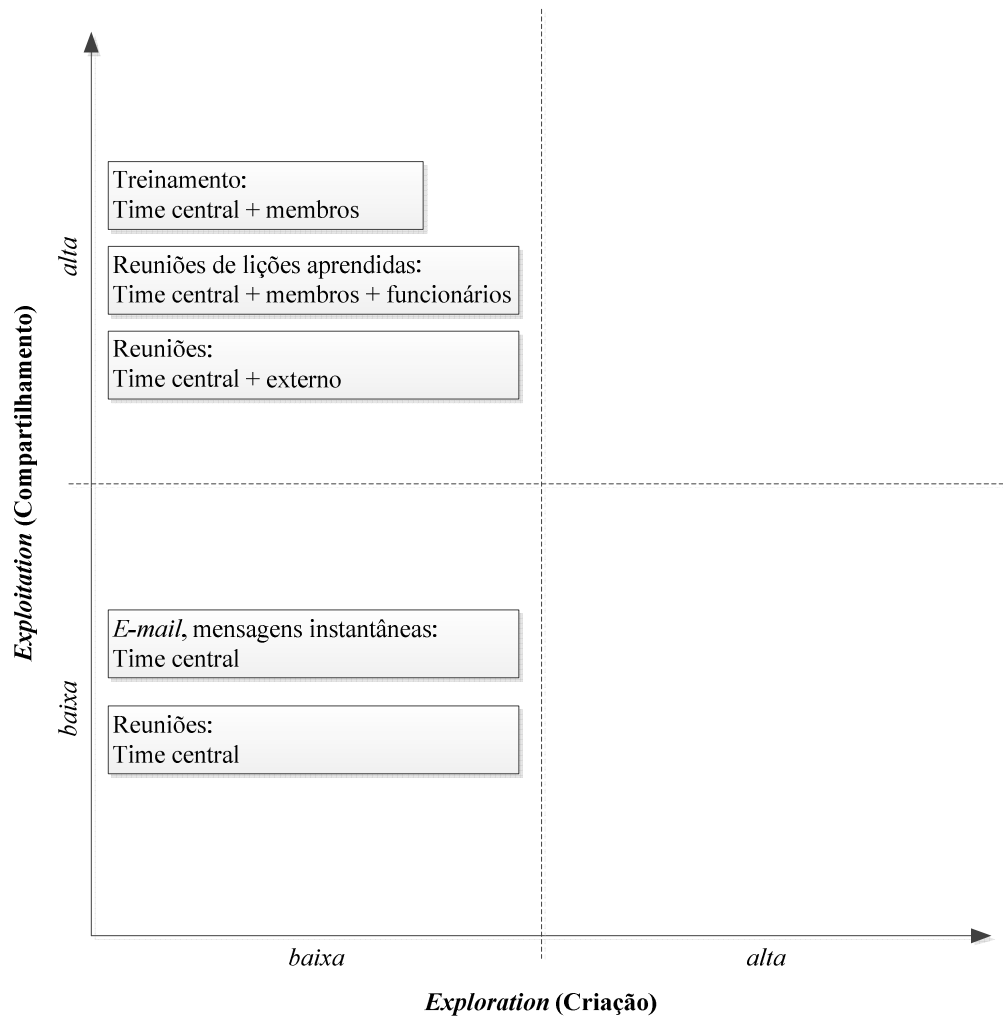 Treinamento:
Time central + membros
Reuniões de lições aprendidas:
Time central + membros + funcionários
Reuniões:
Time central + externo
alta
Exploitation (Compartilhamento)
E-mail, mensagens instantâneas:
Time central
Reuniões:
Time central
baixa
baixa
alta
Exploration (Criação)